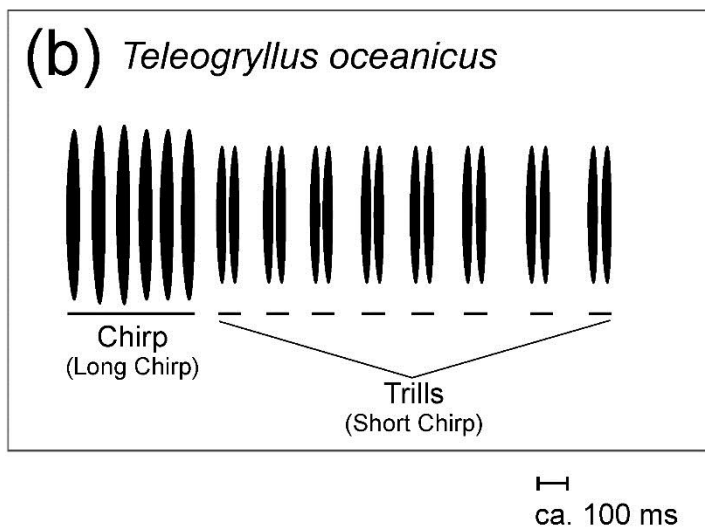 (b) Teleogryllus oceanicus
Chirp
(Long Chirp)
Trills
(Short Chirp)
ca. 100 ms